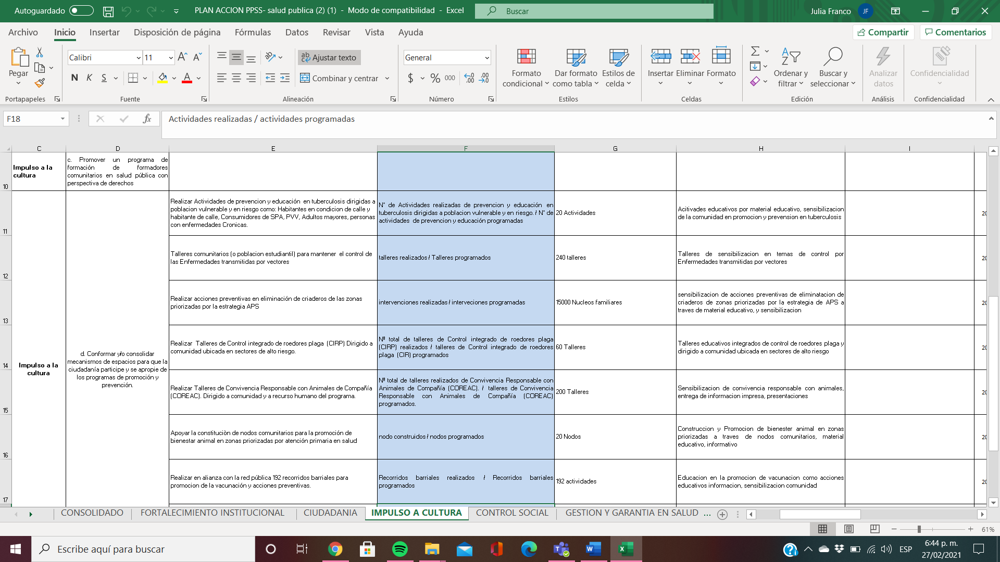 Autoguardado
PLAN ACCION PPSS- salud publica (2) (1)  -  Modo de compatibilidad  -  Excel
Buscar
Julia Franco
JF
Archivo
Inicio
Insertar
Disposición de página
Fórmulas
Datos
Revisar
Vista
Ayuda
Compartir
Comentarios
Pegar
Calibri
11
N K S
Ajustar texto
Combinar y centrar
General
$ % 000
Formato condicional
Dar formato como tabla
Estilos de celda
Insertar
Eliminar
Formato
Ordenar y filtrar
Buscar y seleccionar
Analizar datos
Confidencialidad
Portapapeles
Fuente
Alineación
Número
Estilos
Celdas
Edición
Análisis
Confidencialidad
F18
fx
Actividades realizadas / actividades programadas
C D E F G H I
10
Impulso a la
cultura
c. Promover un programa de
formación de formadores
comunitarios en salud pública con
perspectiva de derechos
11
Realizar Actividades de prevencion y educación en tuberculosis dirigidas a
poblacion vulnerable y en riesgo como: Habitantes en condicion de calle y
habitante de calle, Consumidores de SPA, PVV, Adultos mayores, personas
con enfermedades Cronicas.
N° de Actividades realizadas de prevencion y educación en
tuberculosis dirigidas a poblacion vulnerable y en riesgo. / N° de
actividades de prevencion y educación programadas
20 Actividades
Acitivades educativos por material educativo, sensibilizacion
de la comunidad en promocion y prevension en tuberculosis
20
12
Talleres comunitarios (o poblacion estudiantil) para mantener el control de
las Enfermedades transmitidas por vectores
talleres realizados / Talleres programados
240 talleres
Talleres de sensibilizacion en temas de control por
Enfermedades transmitidas por vectores
20
13
Realizar acciones preventivas en eliminación de criaderos de las zonas
priorizadas por la estrategia APS
intervenciones realizadas / interveciones programadas
15000 Nucleos familiares
sensibilizacion de acciones preventivas de eliminatacion de
criaderos de zonas priorizadas por la estrategia de APS a
traves de material educativo, y sensibilizacion
20
14
Impulso a la
cultura
d. Conformar y/o consolidar
mecanismos de espacios para que la
ciudadanía participe y se apropie de
los programas de promoción y
prevención.
Realizar Talleres de Control integrado de roedores plaga (CIRP) Dirigido a
comunidad ubicada en sectores de alto riesgo.
Nº total de talleres de Control integrado de roedores plaga
(CIRP) realizados / talleres de Control integrado de roedores
plaga (CIR) programados
60 Talleres
Talleres educativos integrados de control de roedores plaga y
dirigido a comunidad ubicada en sectores de alto riesgo
20
15
Realizar Talleres de Convivencia Responsable con Animales de Compañía
(COREAC). Dirigido a comunidad y a recurso humano del programa.
Nº total de talleres realizados de Convivencia Responsable con
Animales de Compañía (COREAC). / talleres de Convivencia
Responsable con Animales de Compañía (COREAC)
programados.
200 Talleres
Sensibilizacion de convivencia responsable con animales,
entrega de informacion impresa, presentaciones
20
16
Apoyar la constituciòn de nodos comunitarios para la promoción de
bienestar animal en zonas priorizadas por atención primaria en salud
nodo construidos / nodos programados
20 Nodos
Construccion y Promocion de bienester animal en zonas
priorizadas a traves de nodos comunitarios, material
educativo, informativo
20
17
Realizar en alianza con la red pública 192 recorridos barriales para
promocion de la vacunación y acciones preventivas.
Recorridos barriales realizados / Recorridos barriales
programados
192 actividades
Educacion en la promocion de vacunacion como acciones
educativos informacion, sensibilizacion comunidad
20
CONSOLIDADO
FORTALECIMIENTO INSTITUCIONAL
CIUDADANIA
IMPULSO A CULTURA
CONTROL SOCIAL
GESTION Y GARANTIA EN SALUD ...
61%
Escribe aquí para buscar
ESP
6:44 p. m.
27/02/2021